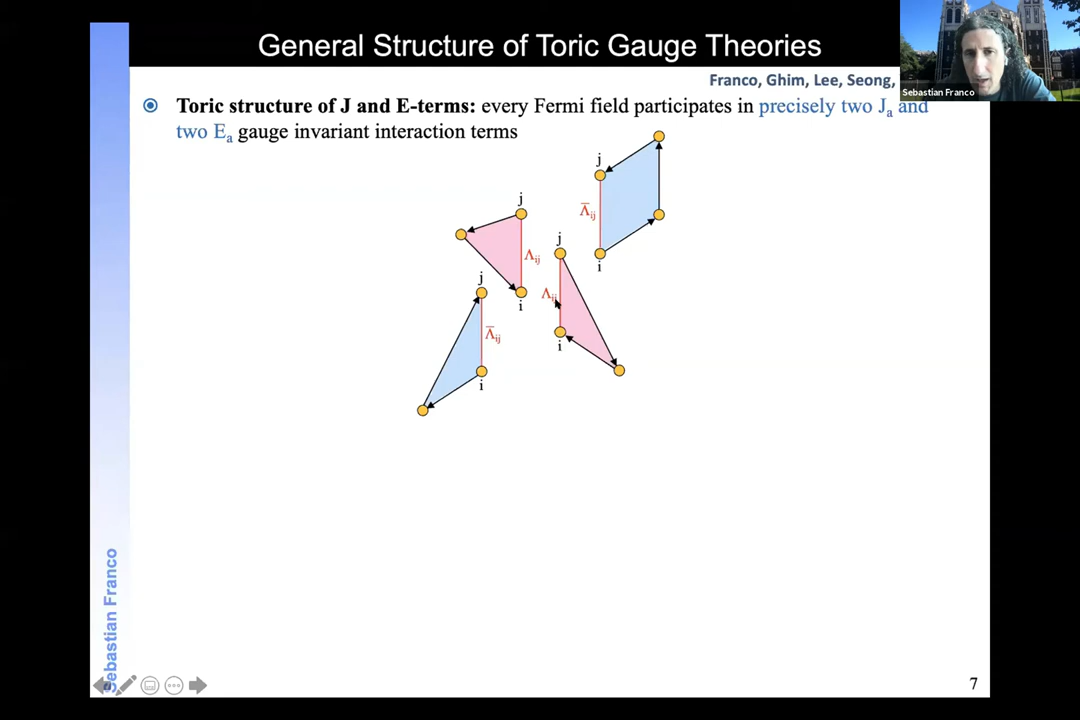 General Structure of Toric Gauge Theories
Franco, Ghim, Lee, Seong,
Sebastian Franco
Toric structure of J and E-terms: every Fermi field participates in precisely two Jₐ and
two Eₐ gauge invariant interaction terms
j
Λ̄ij
i
j
Λij
i
j
Λij
i
j
Λ̄ij
i
Sebastian Franco
7